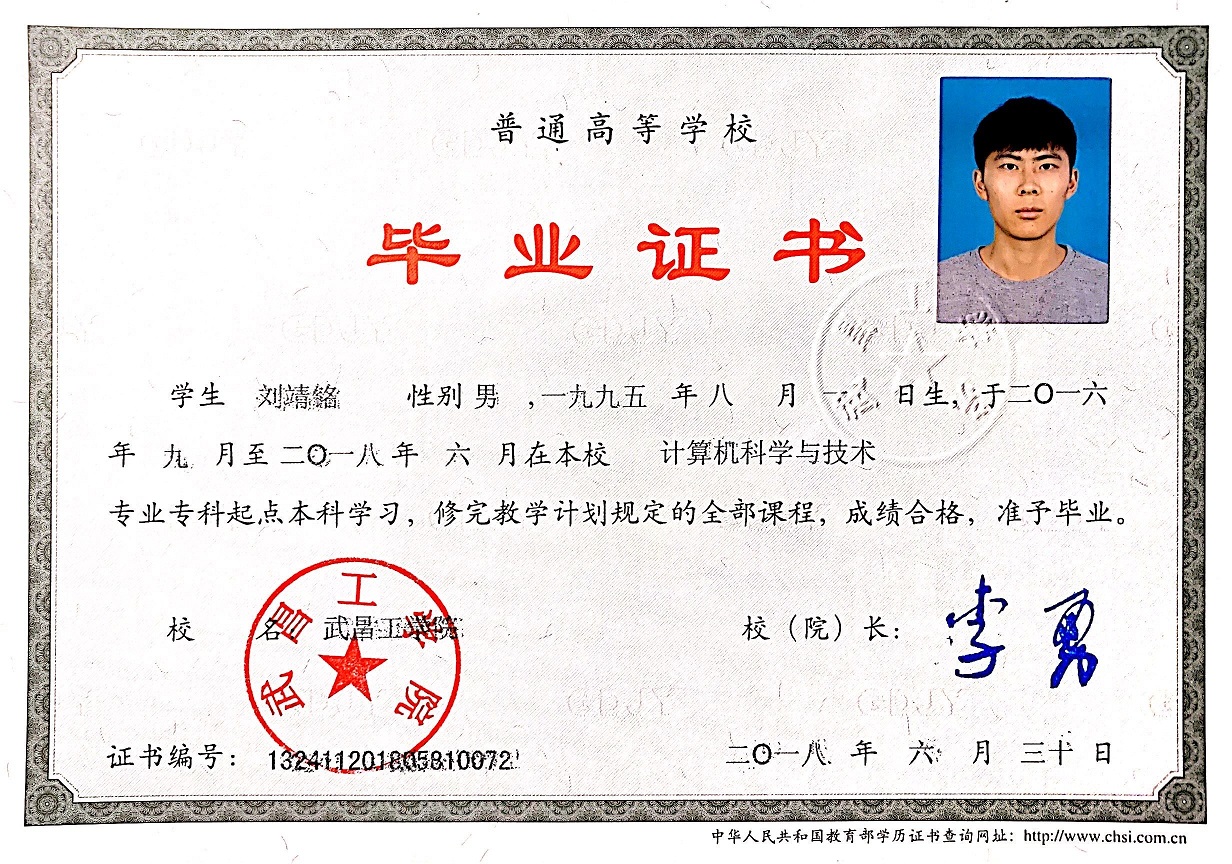 普通高等学校
毕业证书
学生 刘靖铭 性别 男 ,一九九五 年 八 月 日生, 于二〇一六
年 九 月至 二〇一八 年 六 月在本校 计算机科学与技术
专业专科起点本科学习，修完教学计划规定的全部课程，成绩合格，准予毕业。
校 名 武昌工学院
校（院）长： 李勇
武昌工学院
证书编号： 132411201805810072
二〇一八 年 六 月 三十 日
中华人民共和国教育部学历证书查询网址：http://www.chsi.com.cn